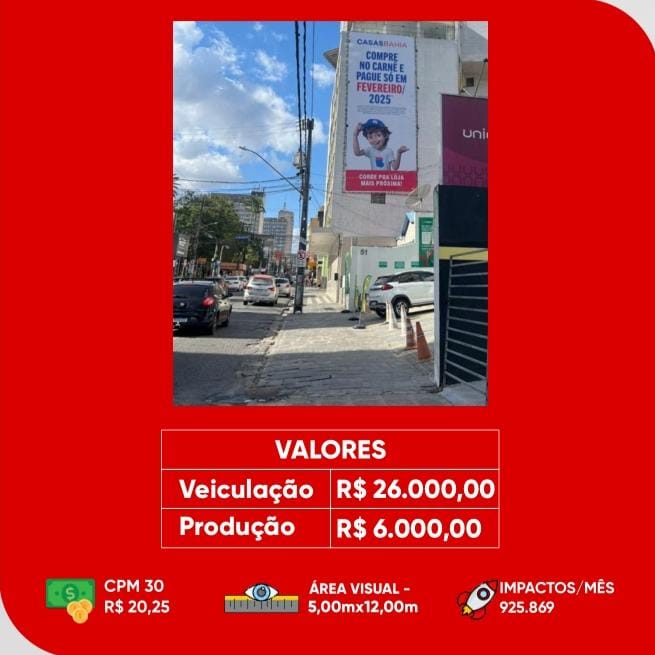 CASASBAHIA
COMPRE
NO CARNÊ E
PAGUE SÓ EM
FEVEREIRO/
2025
CORRE PRA LOJA
MAIS PRÓXIMA!
51
VALORES
Veiculação R$ 26.000,00
Produção R$ 6.000,00
CPM 30
R$ 20,25
ÁREA VISUAL -
5,00mx12,00m
IMPACTOS/MÊS
925.869